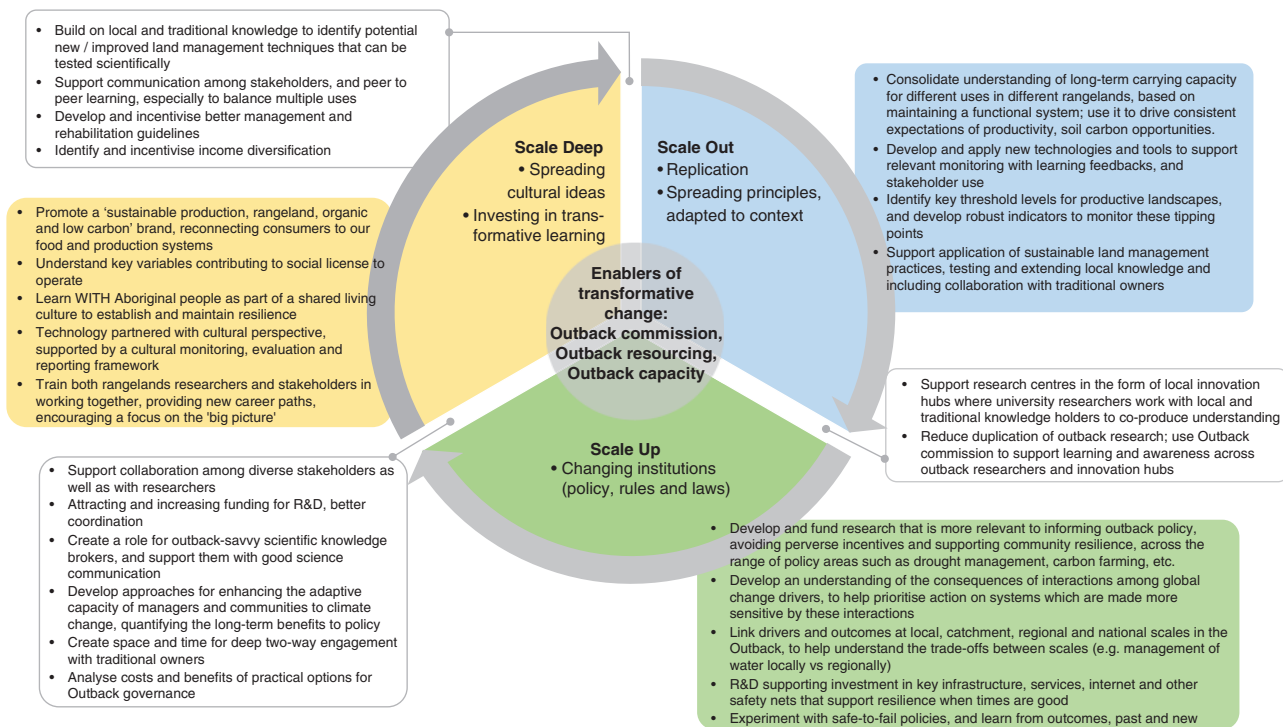 • Build on local and traditional knowledge to identify potential
new / improved land management techniques that can be
tested scientifically
• Support communication among stakeholders, and peer to
peer learning, especially to balance multiple uses
• Develop and incentivise better management and
rehabilitation guidelines
• Identify and incentivise income diversification
• Promote a ‘sustainable production, rangeland, organic
and low carbon’ brand, reconnecting consumers to our
food and production systems
• Understand key variables contributing to social license to
operate
• Learn WITH Aboriginal people as part of a shared living
culture to establish and maintain resilience
• Technology partnered with cultural perspective,
supported by a cultural monitoring, evaluation and
reporting framework
• Train both rangelands researchers and stakeholders in
working together, providing new career paths,
encouraging a focus on the 'big picture'
• Support collaboration among diverse stakeholders as
well as with researchers
• Attracting and increasing funding for R&D, better
coordination
• Create a role for outback-savvy scientific knowledge
brokers, and support them with good science
communication
• Develop approaches for enhancing the adaptive
capacity of managers and communities to climate
change, quantifying the long-term benefits to policy
• Create space and time for deep two-way engagement
with traditional owners
• Analyse costs and benefits of practical options for
Outback governance
Scale Deep
• Spreading
cultural ideas
• Investing in trans-
formative learning
Scale Out
• Replication
• Spreading principles,
adapted to context
Enablers of
transformative
change:
Outback commission,
Outback resourcing,
Outback capacity
Scale Up
• Changing institutions
(policy, rules and laws)
• Consolidate understanding of long-term carrying capacity
for different uses in different rangelands, based on
maintaining a functional system; use it to drive consistent
expectations of productivity, soil carbon opportunities.
• Develop and apply new technologies and tools to support
relevant monitoring with learning feedbacks, and
stakeholder use
• Identify key threshold levels for productive landscapes,
and develop robust indicators to monitor these tipping
points
• Support application of sustainable land management
practices, testing and extending local knowledge and
including collaboration with traditional owners
• Support research centres in the form of local innovation
hubs where university researchers work with local and
traditional knowledge holders to co-produce understanding
• Reduce duplication of outback research; use Outback
commission to support learning and awareness across
outback researchers and innovation hubs
• Develop and fund research that is more relevant to informing outback policy,
avoiding perverse incentives and supporting community resilience, across the
range of policy areas such as drought management, carbon farming, etc.
• Develop an understanding of the consequences of interactions among global
change drivers, to help prioritise action on systems which are made more
sensitive by these interactions
• Link drivers and outcomes at local, catchment, regional and national scales in the
Outback, to help understand the trade-offs between scales (e.g. management of
water locally vs regionally)
• R&D supporting investment in key infrastructure, services, internet and other
safety nets that support resilience when times are good
• Experiment with safe-to-fail policies, and learn from outcomes, past and new